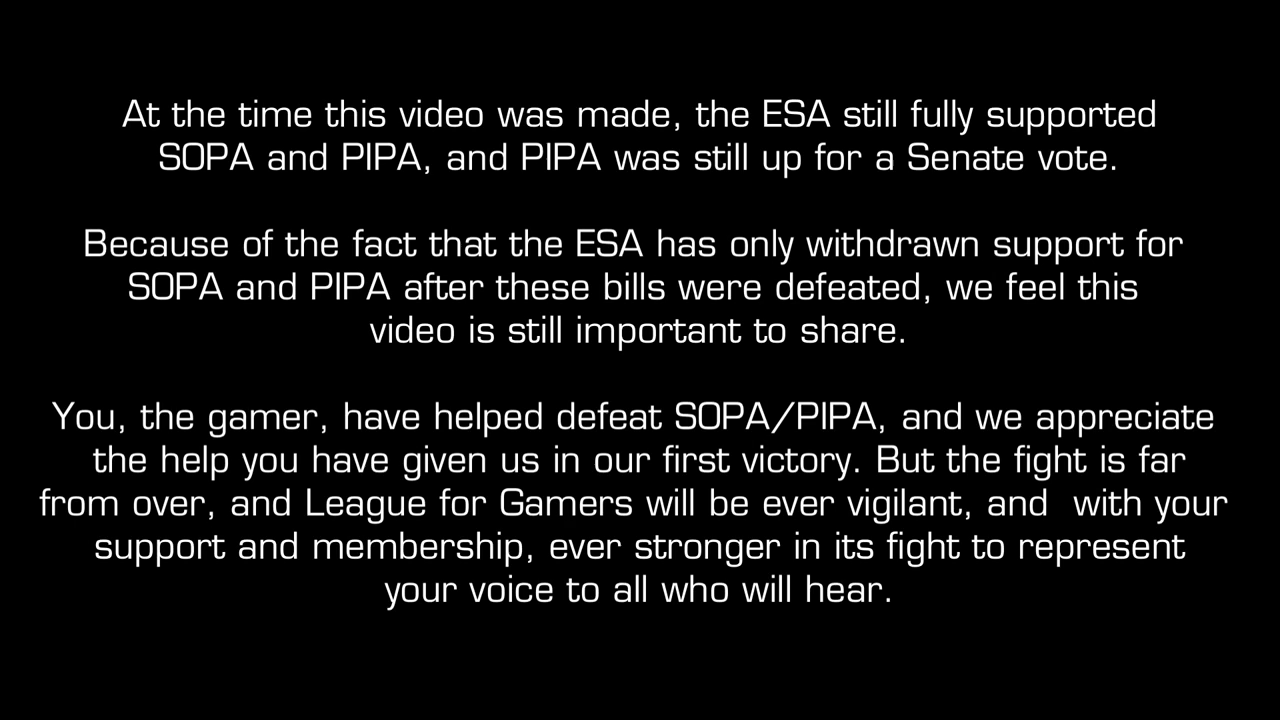 At the time this video was made, the ESA still fully supported
SOPA and PIPA, and PIPA was still up for a Senate vote.
Because of the fact that the ESA has only withdrawn support for
SOPA and PIPA after these bills were defeated, we feel this
video is still important to share.
You, the gamer, have helped defeat SOPA/PIPA, and we appreciate
the help you have given us in our first victory. But the fight is far
from over, and League for Gamers will be ever vigilant, and  with your
support and membership, ever stronger in its fight to represent
your voice to all who will hear.